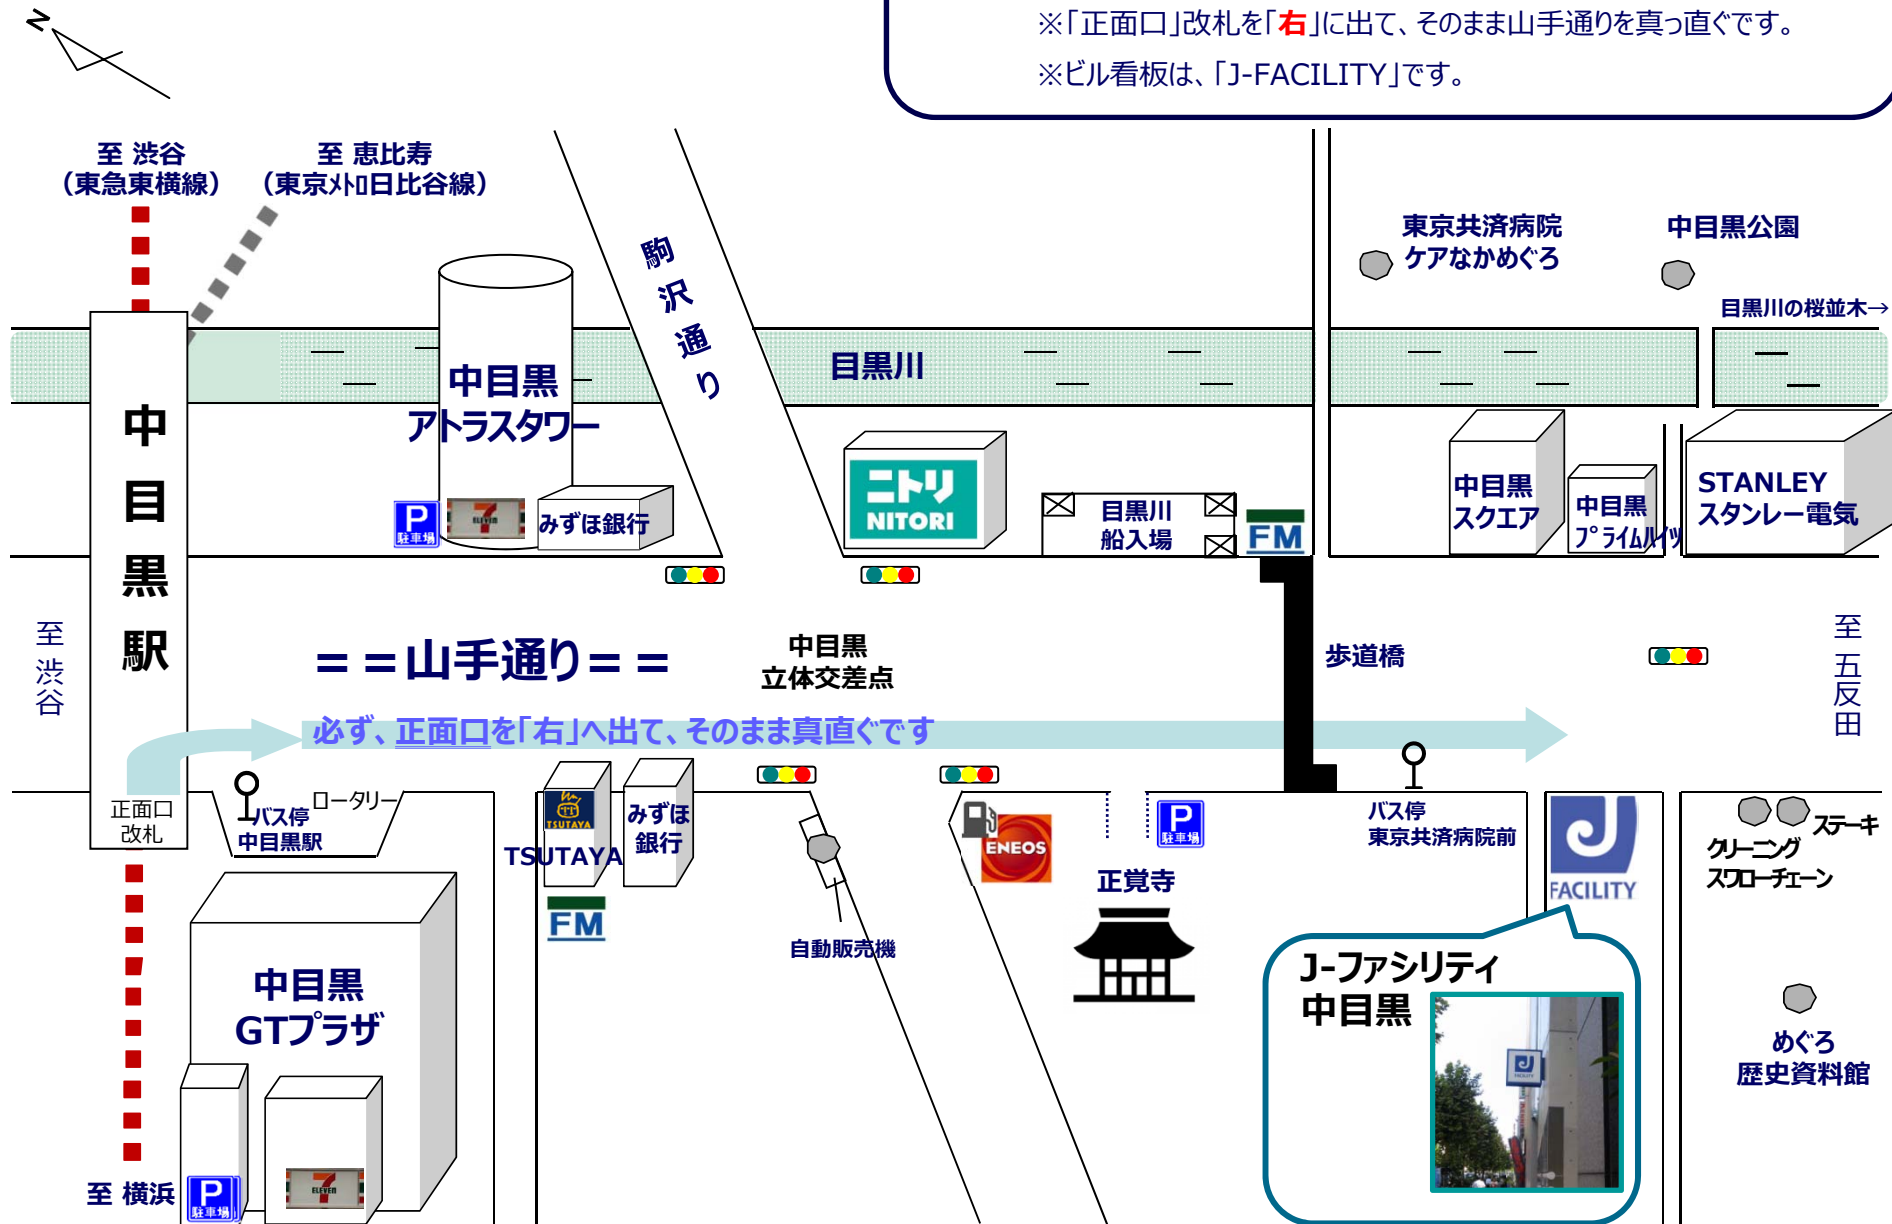 ※「正面口」改札を「右」に出て、そのまま山手通りを真っ直ぐです。
※ビル看板は、「J-FACILITY」です。
N
至 渋谷
（東急東横線）
至 恵比寿
（東京ﾒﾄﾛ日比谷線）
駒沢通り
東京共済病院
ケアなかめぐろ
中目黒公園
目黒川の桜並木→
目黒川
中目黒
アトラスタワー
中目黒駅
P
駐車場
7
ELEVEN
みずほ銀行
ニトリ
NITORI
目黒川
船入場
FM
中目黒
スクエア
中目黒
ﾌﾟﾗｲﾑﾊｲﾂ
STANLEY
スタンレー電気
至 渋谷
==山手通り==
中目黒
立体交差点
歩道橋
至 五反田
必ず、正面口を「右」へ出て、そのまま真直ぐです
正面口
改札
バス停
中目黒駅
ロータリー
TSUTAYA
TSUTAYA
みずほ
銀行
FM
自動販売機
ENEOS
P
駐車場
正覚寺
バス停
東京共済病院前
J
FACILITY
ステーキ
クリーニング
スワローチェーン
J-ファシリティ
中目黒
J
FACILITY
めぐろ
歴史資料館
中目黒
GTプラザ
7
ELEVEN
P
駐車場
至 横浜